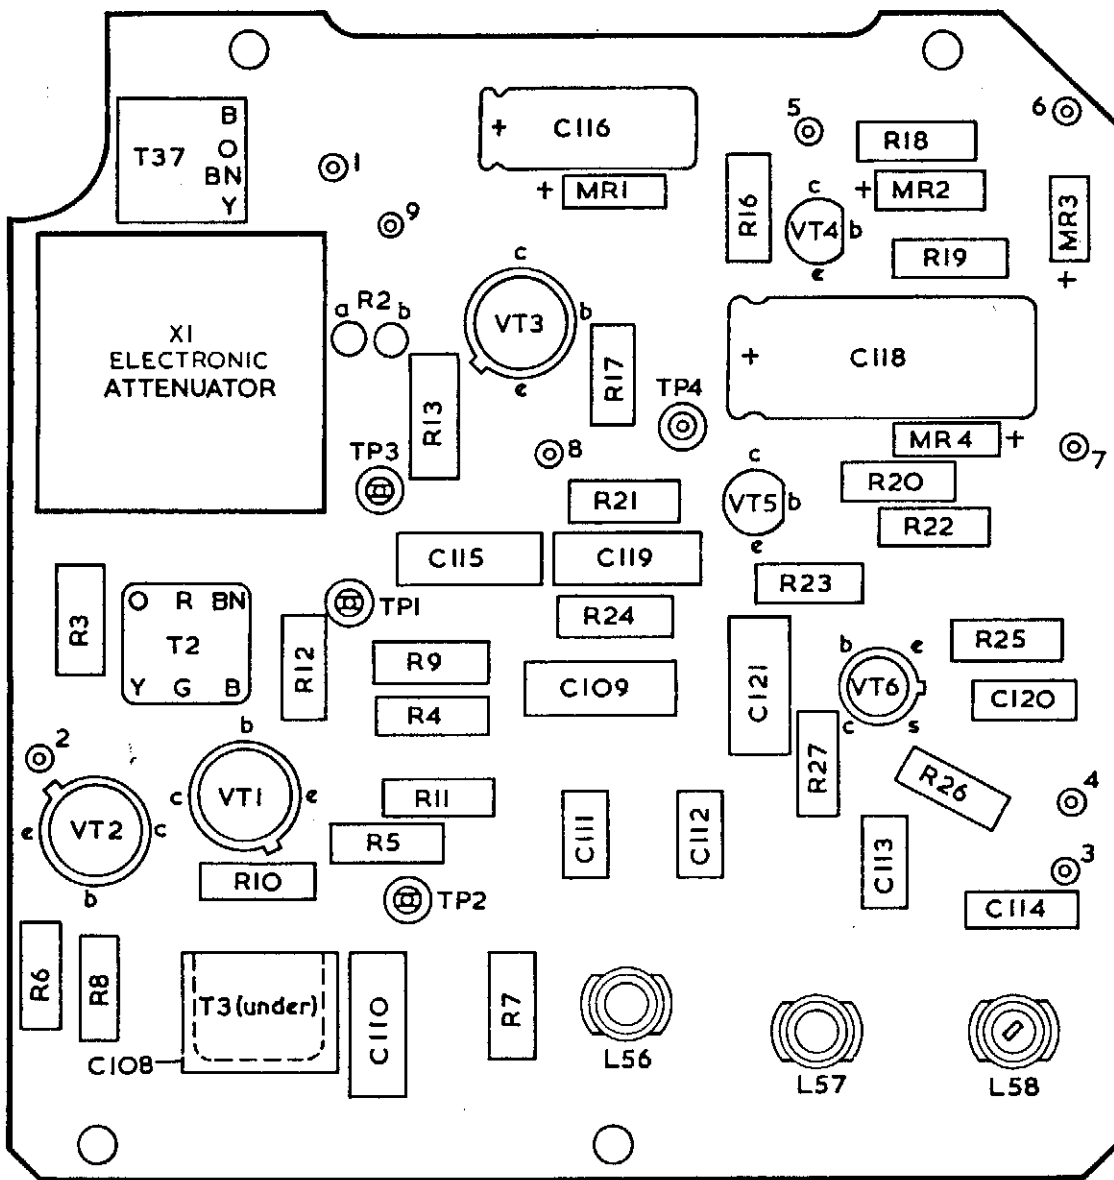 B
T37
O
BN
Y
1
9
+
C116
+
MR1
5
6
R18
+
MR2
R16
c
VT4
b
e
MR3
+
R19
X1
ELECTRONIC
ATTENUATOR
a
R2
b
c
VT3
b
e
R17
+
C118
R13
TP4
TP3
8
MR4
+
7
c
VT5
b
e
R20
R21
R22
C115
C119
R23
R3
O R BN
T2
Y G B
R12
TP1
R24
R9
C109
R4
C121
b
e
VT6
c
s
R25
C120
R27
R26
2
e
VT2
c
b
b
c
VT1
e
R11
R5
R10
TP2
C111
C112
C113
4
3
C114
R6
R8
T3(under)
C108
C110
R7
L56
L57
L58